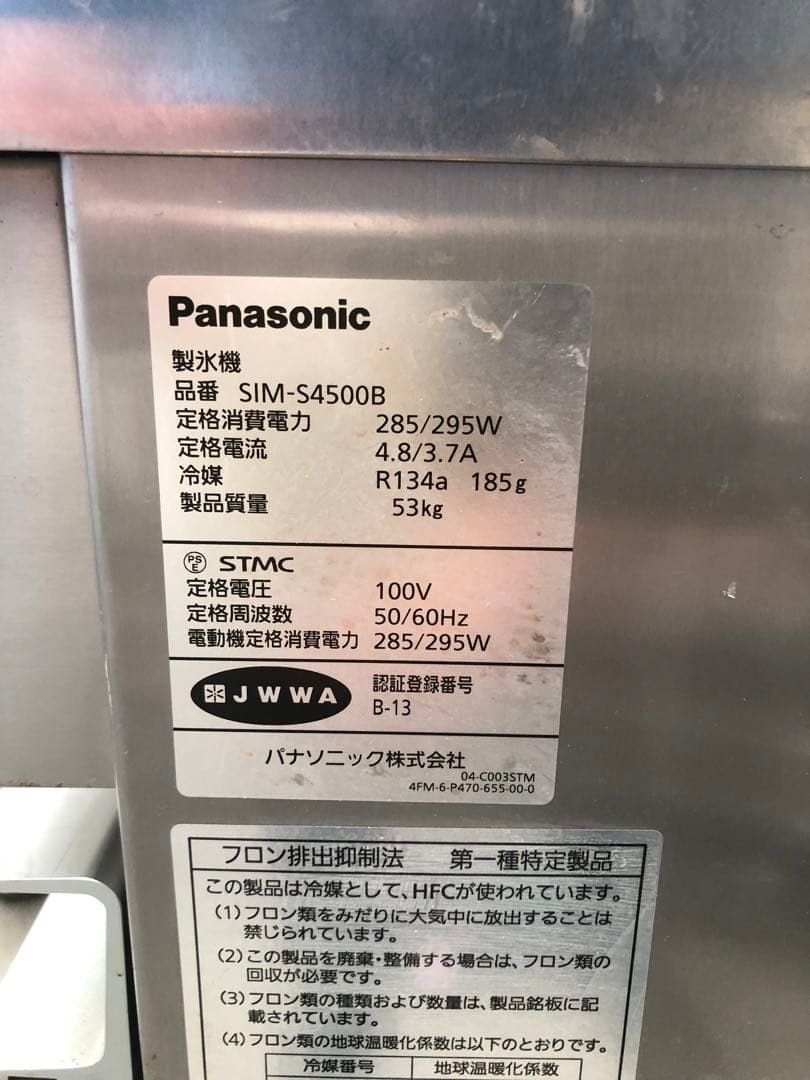 Panasonic
製氷機
品番 SIM-S4500B
定格消費電力 285/295W
定格電流 4.8/3.7A
冷媒 R134a 185g
製品質量 53kg
PS E STMC
定格電圧 100V
定格周波数 50/60Hz
電動機定格消費電力 285/295W
JWWA 認証登録番号
B-13
パナソニック株式会社
04-C003STM
4FM-6-P470-655-00-0
フロン排出抑制法 第一種特定製品
この製品は冷媒として、HFCが使われています。
(1)フロン類をみだりに大気中に放出することは
禁じられています。
(2)この製品を廃棄・整備する場合は、フロン類の
回収が必要です。
(3)フロン類の種類および数量は、製品銘板に記
載されています。
(4)フロン類の地球温暖化係数は以下のとおりです。
冷媒番号 地球温暖化係数